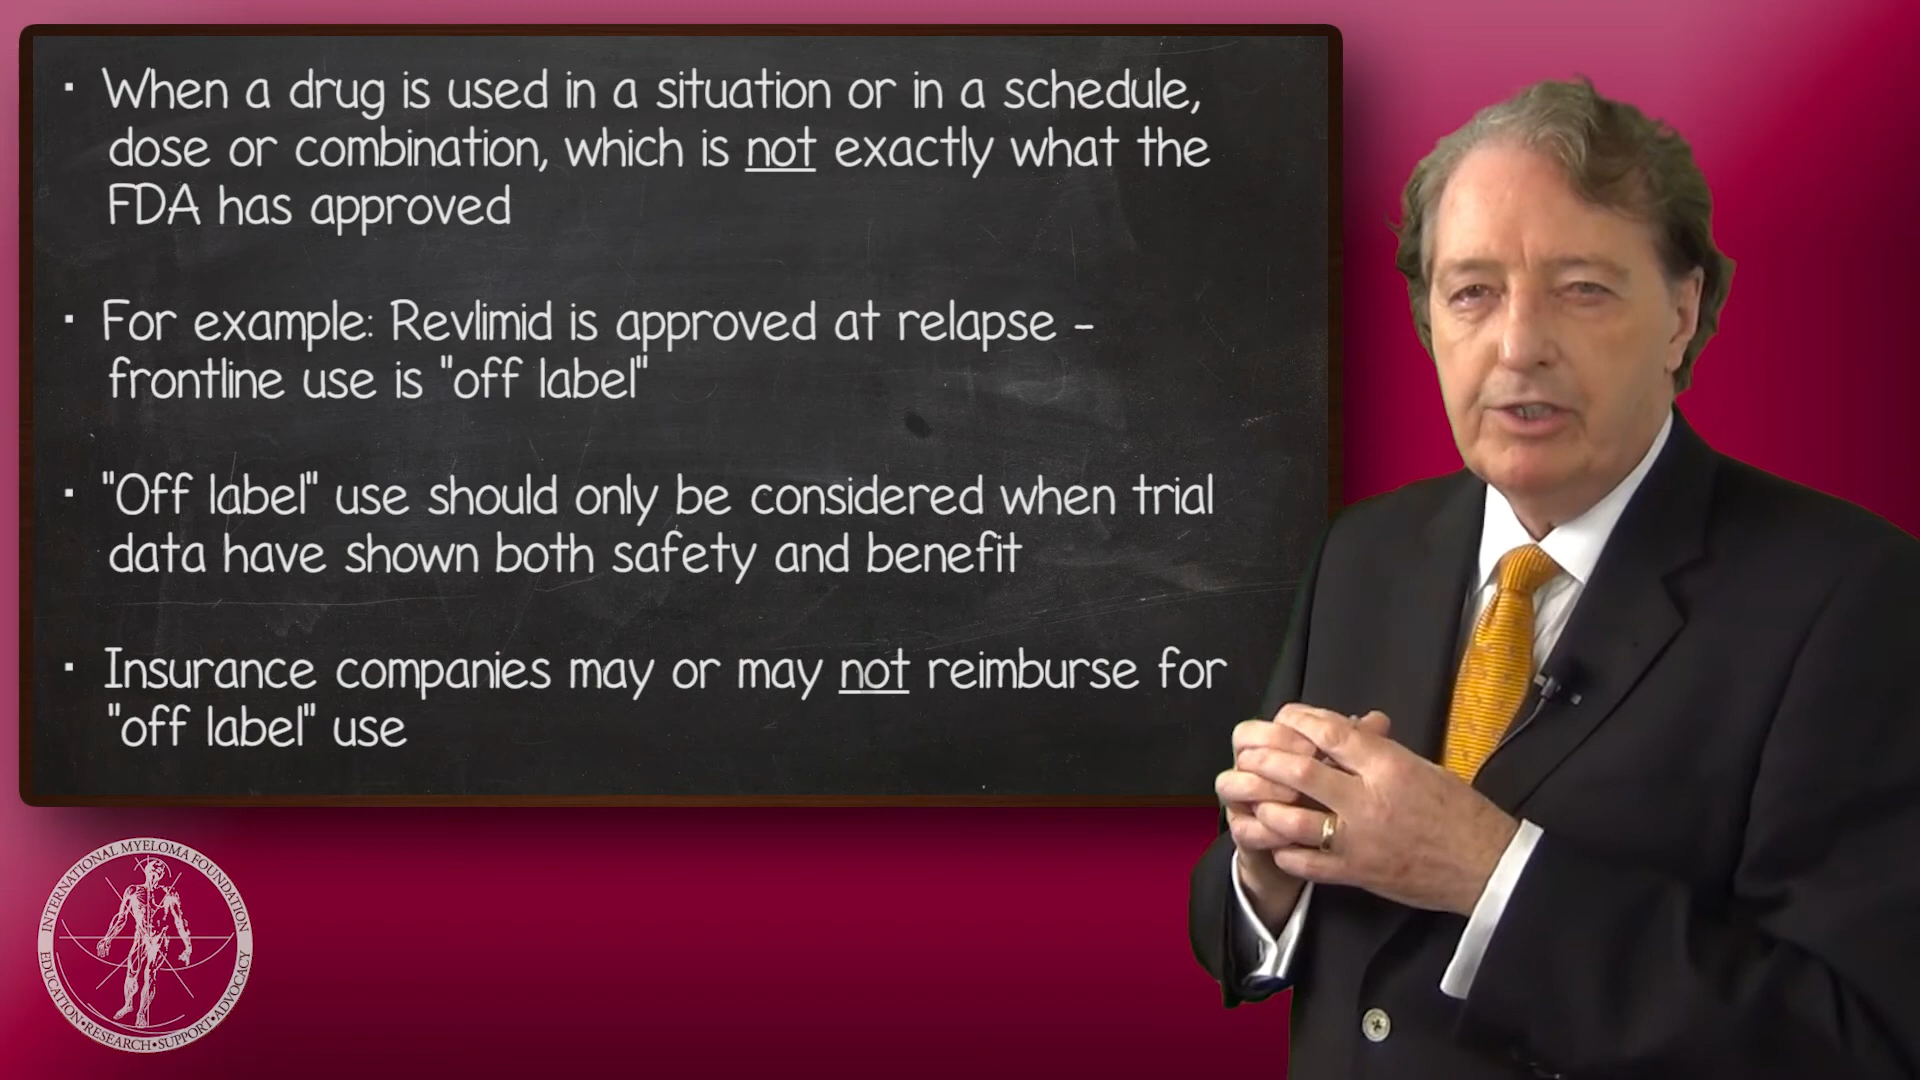 · When a drug is used in a situation or in a schedule,
dose or combination, which is not exactly what the
FDA has approved
· For example: Revlimid is approved at relapse -
frontline use is "off label"
· "Off label" use should only be considered when trial
data have shown both safety and benefit
· Insurance companies may or may not reimburse for
"off label" use
INTERNATIONAL MYELOMA FOUNDATION
EDUCATION•RESEARCH•SUPPORT•ADVOCACY